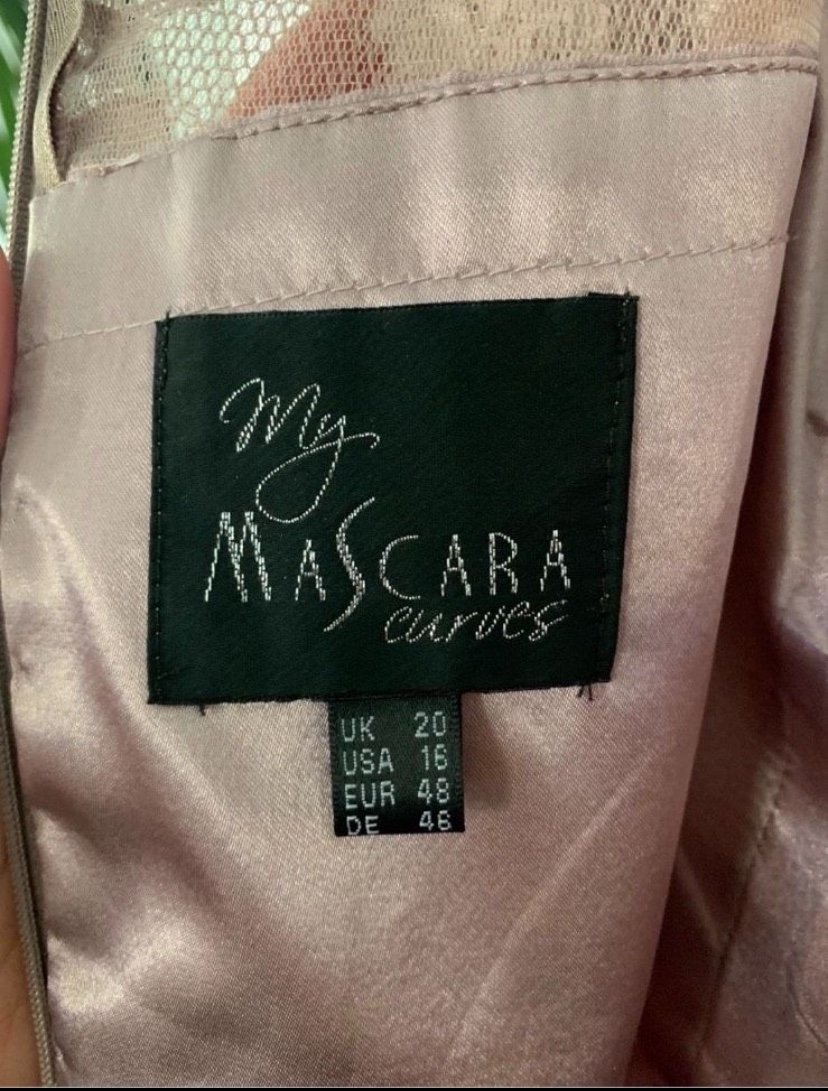 My
MASCARA
curves
UK 20
USA 16
EUR 48
DE 46